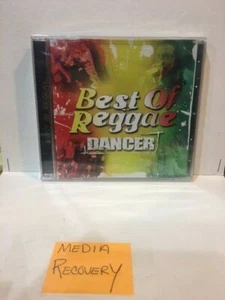 Best Of
Reggae
DANCER
MEDIA
RECOVERY